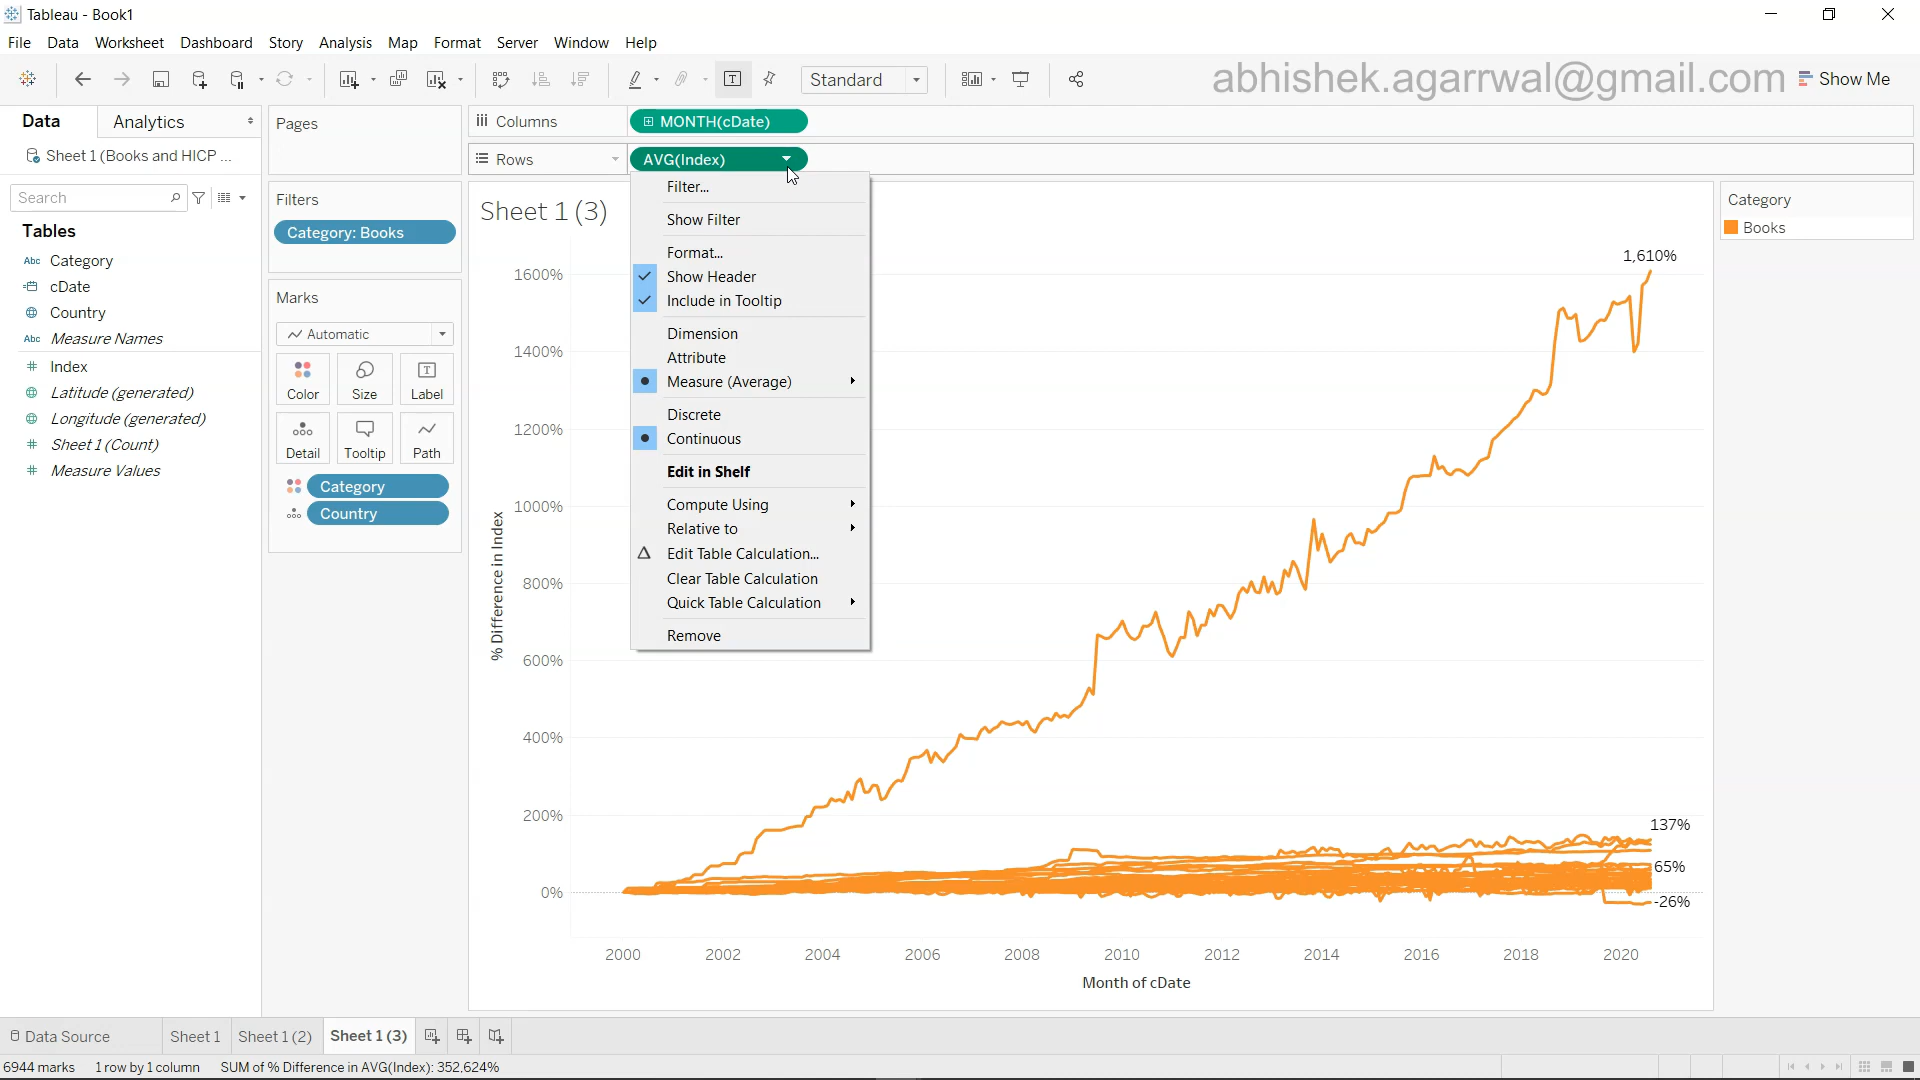 Tableau - Book1
File Data Worksheet Dashboard Story Analysis Map Format Server Window Help
Standard
abhishek.agarrwal@gmail.com
Show Me
Data
Analytics
Pages
Columns
MONTH(cDate)
Sheet 1 (Books and HICP ...
Rows
AVG(Index)
Search
Filters
Category: Books
Tables
Abc Category
cDate
Country
Abc Measure Names
Index
Latitude (generated)
Longitude (generated)
Sheet 1 (Count)
Measure Values
Marks
Automatic
Color Size Label
Detail Tooltip Path
Category
Country
Sheet 1 (3)
Filter...
Show Filter
Format...
Show Header
Include in Tooltip
Dimension
Attribute
Measure (Average)
Discrete
Continuous
Edit in Shelf
Compute Using
Relative to
Edit Table Calculation...
Clear Table Calculation
Quick Table Calculation
Remove
% Difference in Index
1600%
1400%
1200%
1000%
800%
600%
400%
200%
0%
1,610%
137%
65%
-26%
2000 2002 2004 2006 2008 2010 2012 2014 2016 2018 2020
Month of cDate
Category
Books
Data Source Sheet 1 Sheet 1 (2) Sheet 1 (3)
6944 marks 1 row by 1 column SUM of % Difference in AVG(Index): 352,624%